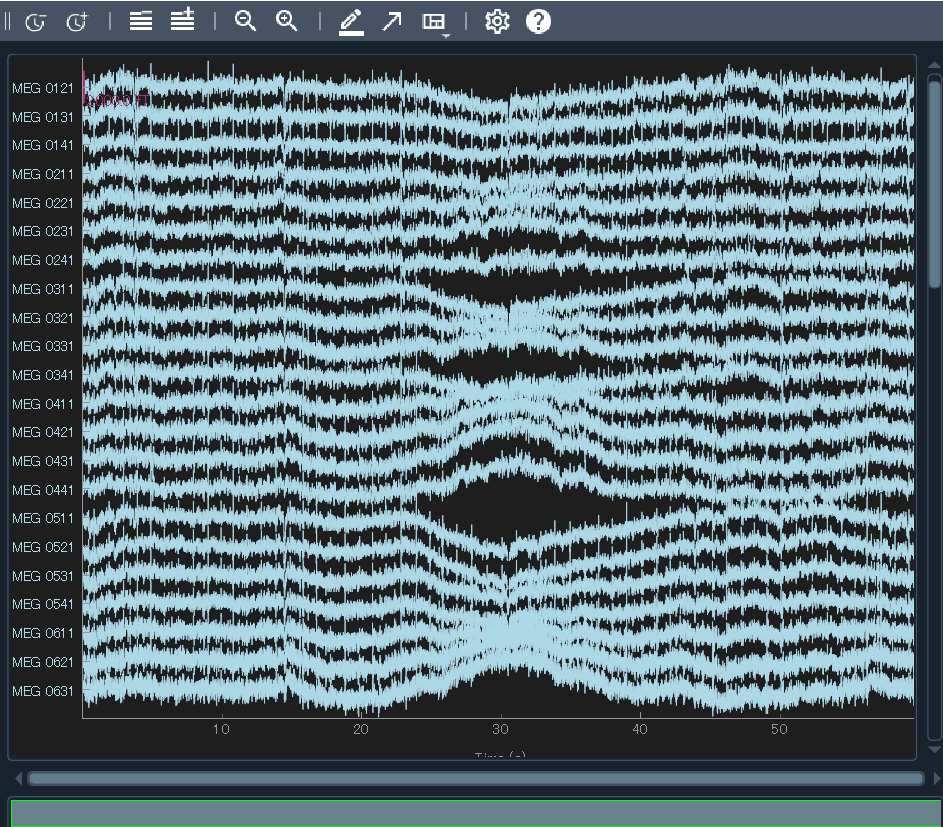 MEG 0121
MEG 0131
MEG 0141
MEG 0211
MEG 0221
MEG 0231
MEG 0241
MEG 0311
MEG 0321
MEG 0331
MEG 0341
MEG 0411
MEG 0421
MEG 0431
MEG 0441
MEG 0511
MEG 0521
MEG 0531
MEG 0541
MEG 0611
MEG 0621
MEG 0631
10 20 30 40 50
Time (s)